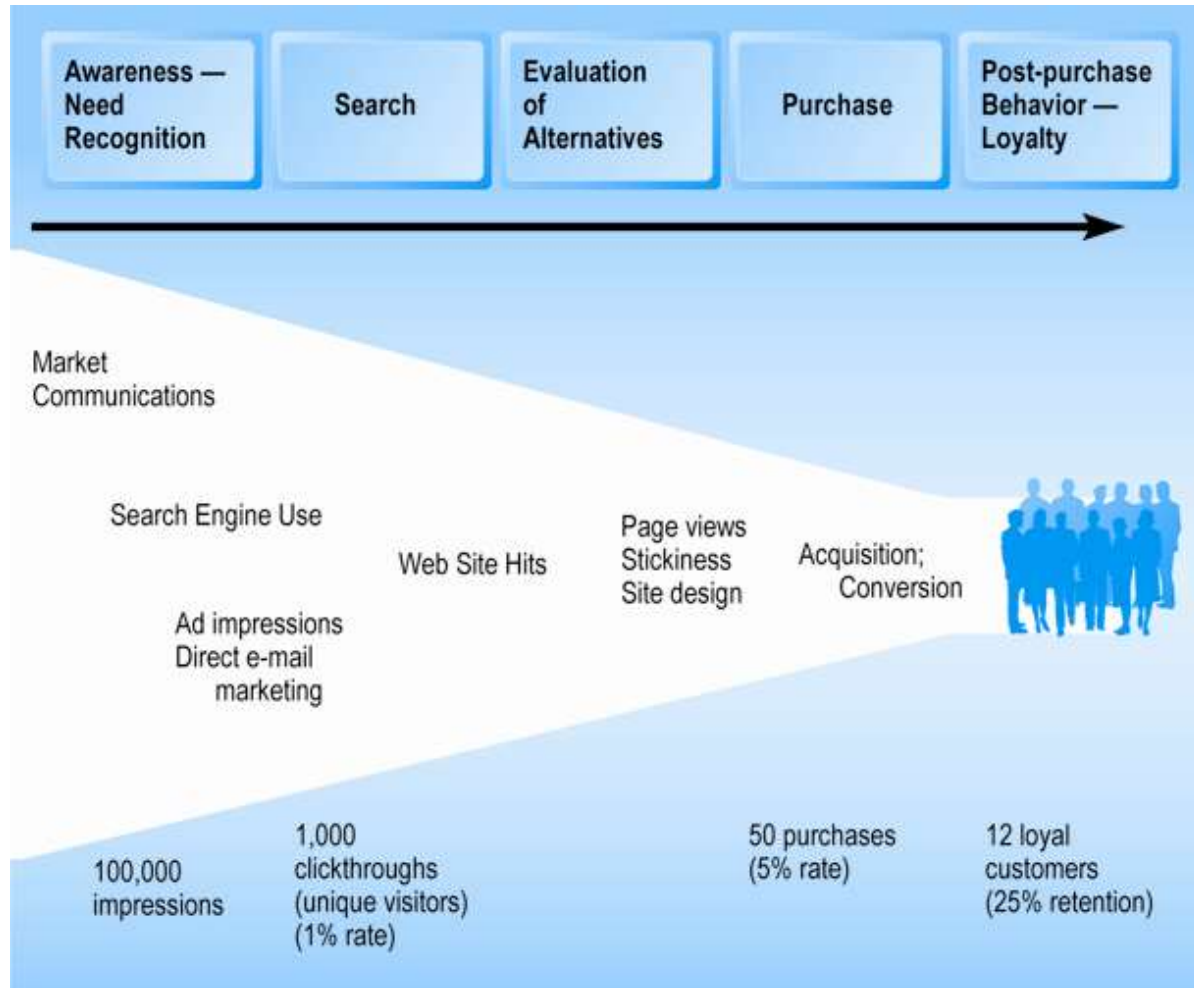 Awareness —
Need
Recognition
Search
Evaluation
of
Alternatives
Purchase
Post-purchase
Behavior —
Loyalty
Market
Communications
Search Engine Use
Ad impressions
Direct e-mail
marketing
Web Site Hits
Page views
Stickiness
Site design
Acquisition;
Conversion
100,000
impressions
1,000
clickthroughs
(unique visitors)
(1% rate)
50 purchases
(5% rate)
12 loyal
customers
(25% retention)